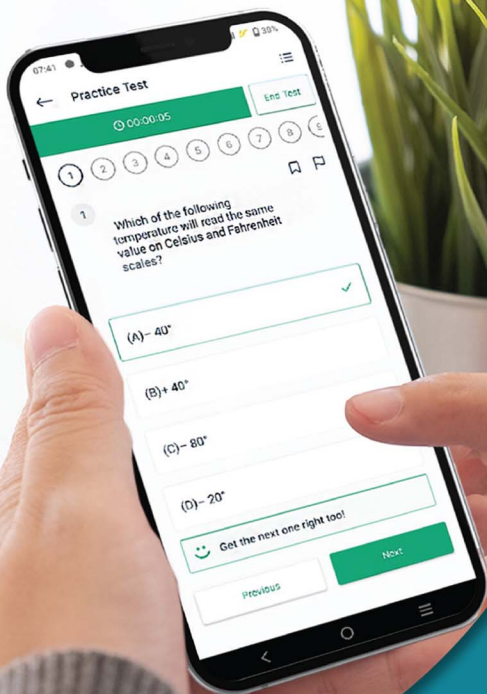 07:41
39%
Practice Test
00:00:05
End Test
1 2 3 4 5 6 7 8
1
Which of the following
temperature will read the same
value on Celsius and Fahrenheit
scales?
(A)– 40°
(B)+ 40°
(C)– 80°
(D)– 20°
Get the next one right too!
Previous
Next